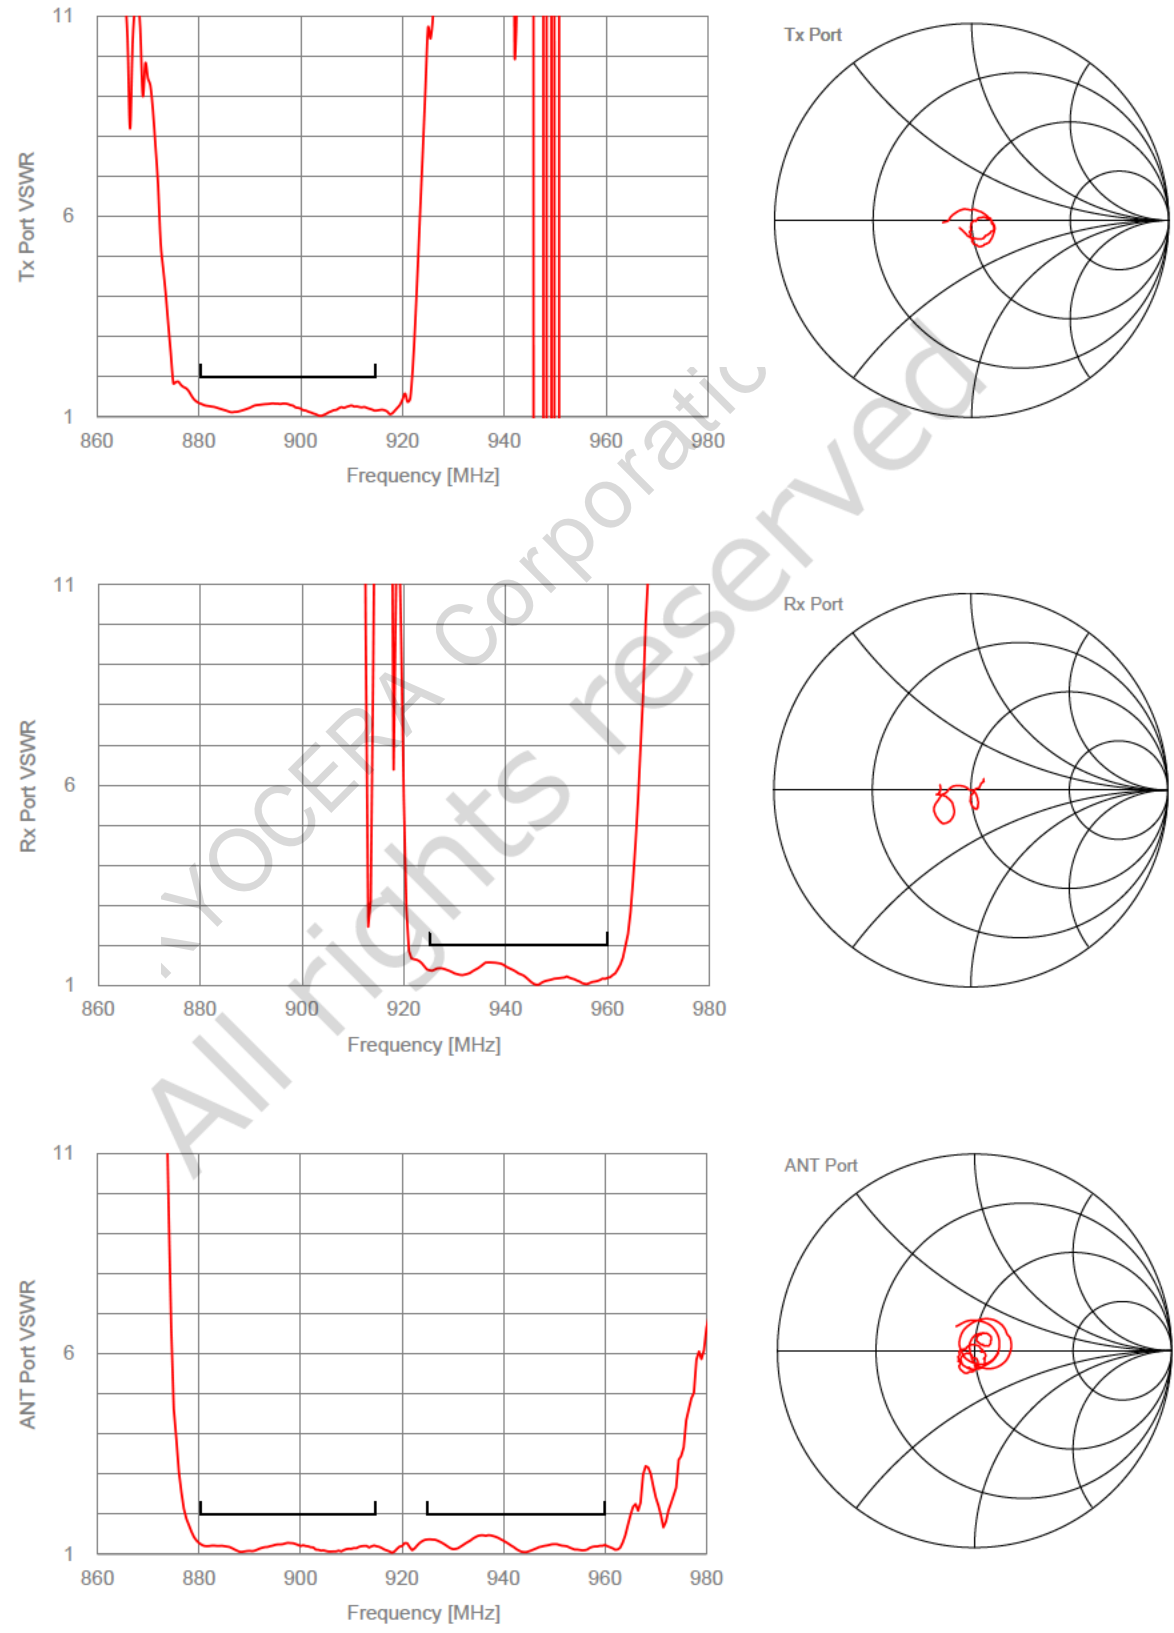 11
Tx Port
Tx Port VSWR
6
1
860 880 900 920 940 960 980
Frequency [MHz]
11
Rx Port
Rx Port VSWR
6
1
860 880 900 920 940 960 980
Frequency [MHz]
11
ANT Port
ANT Port VSWR
6
1
860 880 900 920 940 960 980
Frequency [MHz]
KYOCERA Corporatio
All rights reserved